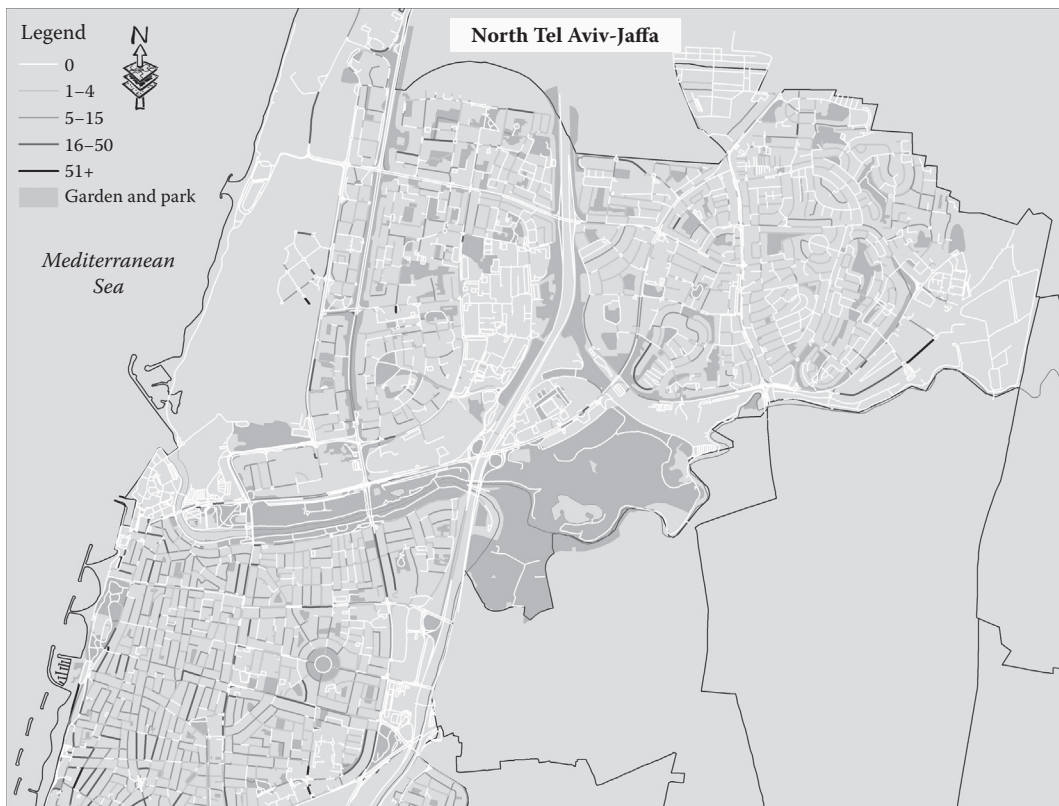 North Tel Aviv-Jaffa
Legend
N
0
1–4
5–15
16–50
51+
Garden and park
Mediterranean
Sea